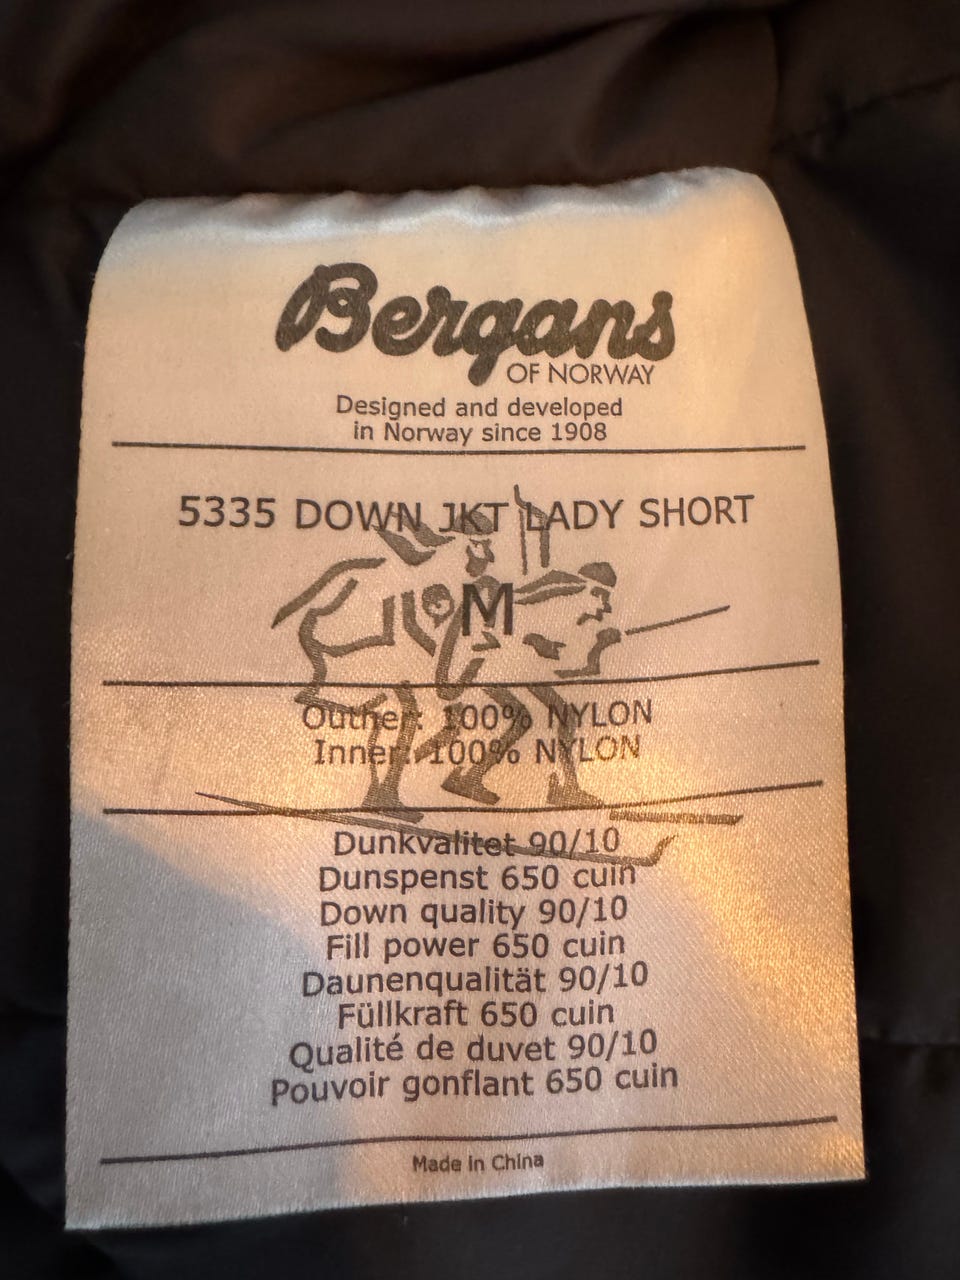 Bergans
OF NORWAY
Designed and developed
in Norway since 1908
5335 DOWN JKT LADY SHORT
M
Outher: 100% NYLON
Inner: 100% NYLON
Dunkvalitet 90/10
Dunspenst 650 cuin
Down quality 90/10
Fill power 650 cuin
Daunenqualität 90/10
Füllkraft 650 cuin
Qualité de duvet 90/10
Pouvoir gonflant 650 cuin
Made in China